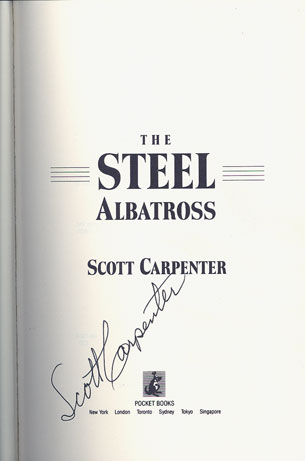 THE
STEEL
ALBATROSS
SCOTT CARPENTER
Scott Carpenter
POCKET BOOKS
New York London Toronto Sydney Tokyo Singapore